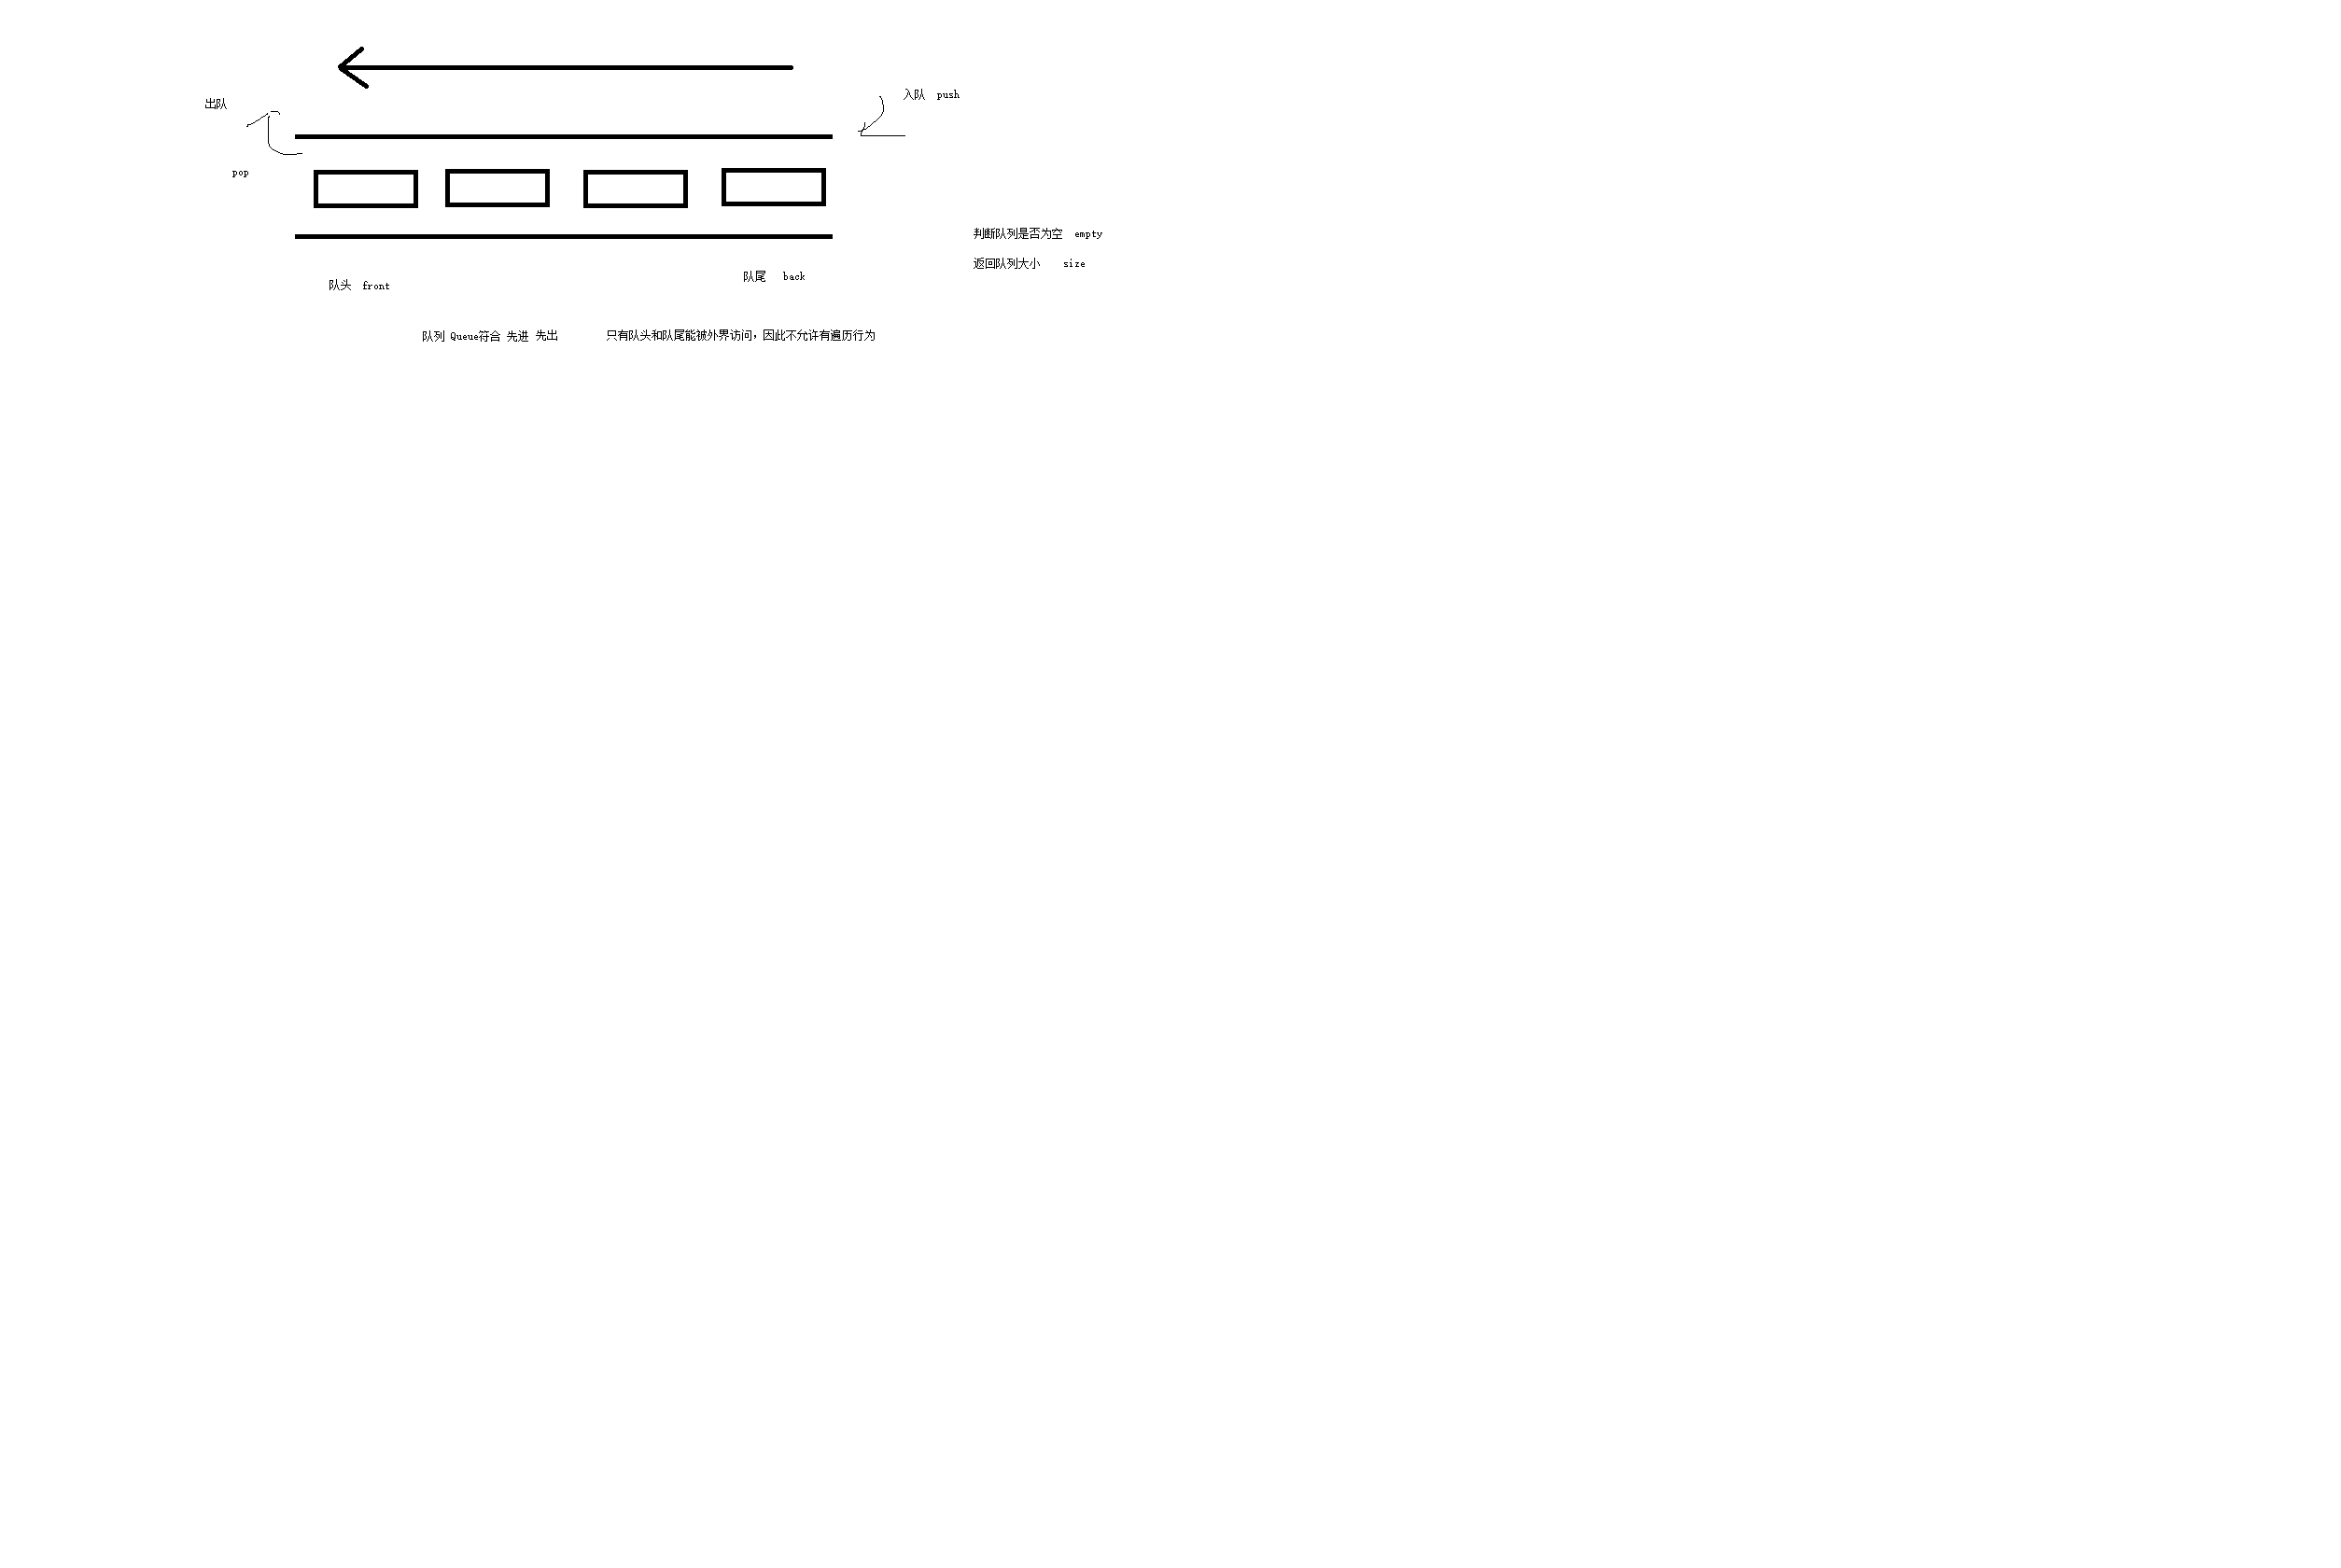 入队 push
出队
pop
判断队列是否为空 empty
返回队列大小 size
队尾 back
队头 front
队列 Queue符合 先进 先出
只有队头和队尾能被外界访问，因此不允许有遍历行为